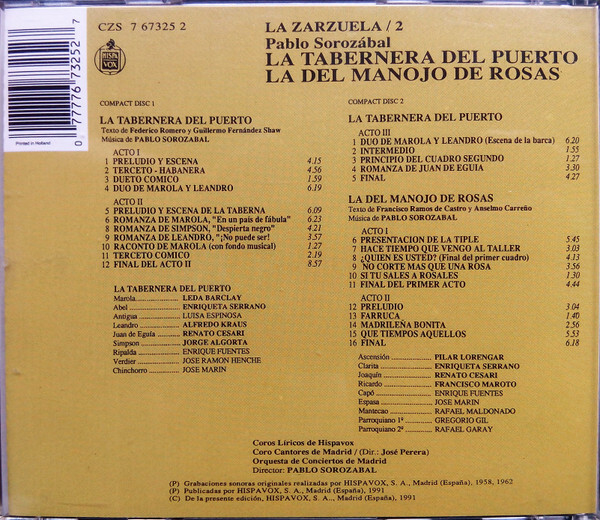 CZS 7 67325 2
HISPA VOX
0 77776 73252 7
Printed in Holland
LA ZARZUELA / 2
Pablo Sorozábal
LA TABERNERA DEL PUERTO
LA DEL MANOJO DE ROSAS
COMPACT DISC 1
LA TABERNERA DEL PUERTO
Texto de Federico Romero y Guillermo Fernández Shaw
Música de PABLO SOROZABAL
ACTO I
1 PRELUDIO Y ESCENA 4.15
2 TERCETO - HABANERA 4.56
3 DUETO COMICO 1.59
4 DUO DE MAROLA Y LEANDRO 6.19
ACTO II
5 PRELUDIO Y ESCENA DE LA TABERNA 6.09
6 ROMANZA DE MAROLA, "En un país de fábula" 6.23
8 ROMANZA DE SIMPSON, "Despierta negro" 4.21
9 ROMANZA DE LEANDRO, "¡No puede ser! 3.57
10 RACONTO DE MAROLA (con fondo musical) 1.27
11 TERCETO COMICO 2.19
12 FINAL DEL ACTO II 8.57
LA TABERNERA DEL PUERTO
Marola LEDA BARCLAY
Abel ENRIQUETA SERRANO
Antigua LUISA ESPINOSA
Leandro ALFREDO KRAUS
Juan de Eguía RENATO CESARI
Simpson JORGE ALGORTA
Ripalda ENRIQUE FUENTES
Verdier JOSE RAMON HENCHE
Chinchorro JOSE MARIN
COMPACT DISC 2
LA TABERNERA DEL PUERTO
ACTO III
1 DUO DE MAROLA Y LEANDRO (Escena de la barca) 6.20
2 INTERMEDIO 1.55
3 PRINCIPIO DEL CUADRO SEGUNDO 1.27
4 ROMANZA DE JUAN DE EGUIA 3.30
5 FINAL 4.27
LA DEL MANOJO DE ROSAS
Texto de Francisco Ramos de Castro y Anselmo Carreño
Música de PABLO SOROZABAL
ACTO I
6 PRESENTACION DE LA TIPLE 5.45
7 HACE TIEMPO QUE VENGO AL TALLER 3.03
8 ¿QUIEN ES USTED? (Final del primer cuadro) 4.13
9 NO CORTE MAS QUE UNA ROSA 3.56
10 SI TU SALES A ROSALES 1.30
11 FINAL DEL PRIMER ACTO 4.44
ACTO II
12 PRELUDIO 3.04
13 FARRUCA 1.40
14 MADRILEÑA BONITA 2.56
15 QUE TIEMPOS AQUELLOS 5.53
16 FINAL 6.18
Ascensión PILAR LORENGAR
Clarita ENRIQUETA SERRANO
Joaquín RENATO CESARI
Ricardo FRANCISCO MAROTO
Capó ENRIQUE FUENTES
Espasa JOSE MARIN
Mantecao RAFAEL MALDONADO
Parroquiano 1º GREGORIO GIL
Parroquiano 2º RAFAEL GARAY
Coros Líricos de Hispavox
Coro Cantores de Madrid / (Dir.: José Perera)
Orquesta de Conciertos de Madrid
Director: PABLO SOROZABAL
(P) Grabaciones sonoras originales realizadas por HISPAVOX, S. A., Madrid (España), 1958, 1962
(P) Publicadas por HISPAVOX, S. A., Madrid (España), 1991
(C) De la presente edición, HISPAVOX, S. A., Madrid (España), 1991